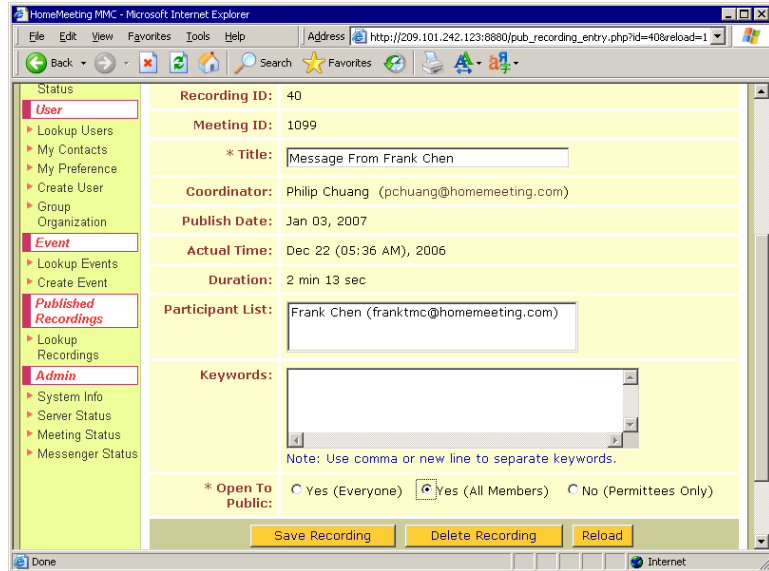 HomeMeeting MMC - Microsoft Internet Explorer
File Edit View Favorites Tools Help
Address http://209.101.242.123:8880/pub_recording_entry.php?id=40&reload=1
Back Search Favorites
Status
User
Lookup Users
My Contacts
My Preference
Create User
Group
Organization
Event
Lookup Events
Create Event
Published
Recordings
Lookup
Recordings
Admin
System Info
Server Status
Meeting Status
Messenger Status
Recording ID: 40
Meeting ID: 1099
* Title: Message From Frank Chen
Coordinator: Philip Chuang (pchuang@homemeeting.com)
Publish Date: Jan 03, 2007
Actual Time: Dec 22 (05:36 AM), 2006
Duration: 2 min 13 sec
Participant List: Frank Chen (franktmc@homemeeting.com)
Keywords:
Note: Use comma or new line to separate keywords.
* Open To
Public:
Yes (Everyone) Yes (All Members) No (Permittees Only)
Save Recording Delete Recording Reload
Done Internet